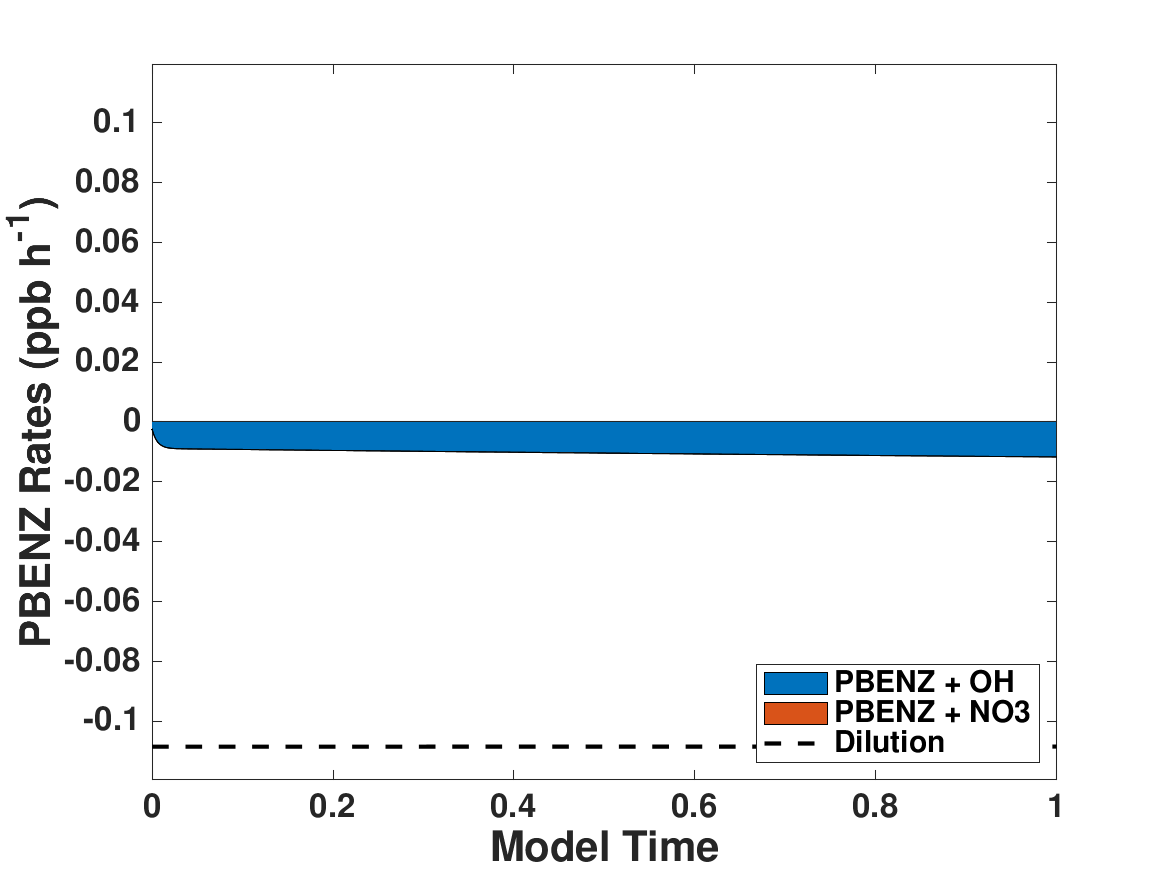 PBENZ Rates (ppb h-1)
0.1
0.08
0.06
0.04
0.02
0
-0.02
-0.04
-0.06
-0.08
-0.1
PBENZ + OH
PBENZ + NO3
Dilution
0 0.2 0.4 0.6 0.8 1
Model Time